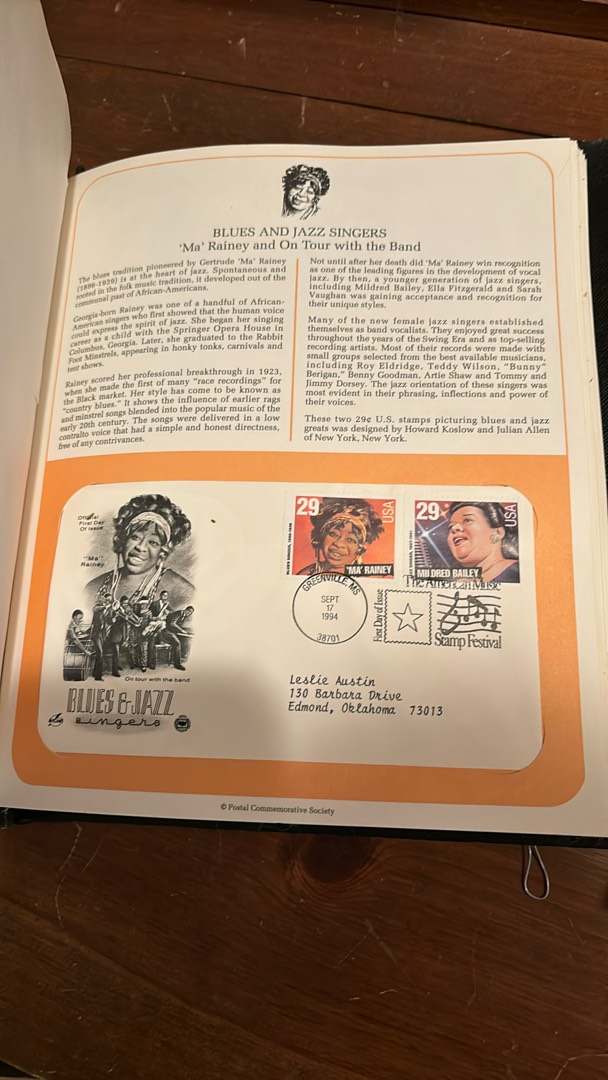 BLUES AND JAZZ SINGERS
'Ma' Rainey and On Tour with the Band
The blues tradition pioneered by Gertrude 'Ma' Rainey
(1886-1939) is at the heart of jazz. Spontaneous and
rooted in the folk music tradition, it developed out of the
communal past of African-Americans.
Georgia-born Rainey was one of a handful of African-
American singers who first showed that the human voice
could express the spirit of jazz. She began her singing
career as a child with the Springer Opera House in
Columbus, Georgia. Later, she graduated to the Rabbit
Foot Minstrels, appearing in honky tonks, carnivals and
tent shows.
Rainey scored her professional breakthrough in 1923,
when she made the first of many "race recordings" for
the Black market. Her style has come to be known as
"country blues." It shows the influence of earlier rags
and minstrel songs blended into the popular music of the
early 20th century. The songs were delivered in a low
contralto voice that had a simple and honest directness,
free of any contrivances.
Not until after her death did 'Ma' Rainey win recognition
as one of the leading figures in the development of vocal
jazz. By then, a younger generation of jazz singers,
including Mildred Bailey, Ella Fitzgerald and Sarah
Vaughan was gaining acceptance and recognition for
their unique styles.
Many of the new female jazz singers established
themselves as band vocalists. They enjoyed great success
throughout the years of the Swing Era and as top-selling
recording artists. Most of their records were made with
small groups selected from the best available musicians,
including Roy Eldridge, Teddy Wilson, "Bunny"
Berigan," Benny Goodman, Artie Shaw and Tommy and
Jimmy Dorsey. The jazz orientation of these singers was
most evident in their phrasing, inflections and power of
their voices.
These two 29¢ U.S. stamps picturing blues and jazz
greats was designed by Howard Koslow and Julian Allen
of New York, New York.
Official
First Day
Of Issue
"Ma"
Rainey
On tour with the band
BLUES & JAZZ
singers
29
USA
BLUES SINGER, 1886-1939
'MA' RAINEY
29
USA
MILDRED BAILEY
GREENVILLE, MS
SEPT
17
1994
38701
First Day of Issue
The American Music
Stamp Festival
Leslie Austin
130 Barbara Drive
Edmond, Oklahoma 73013
© Postal Commemorative Society